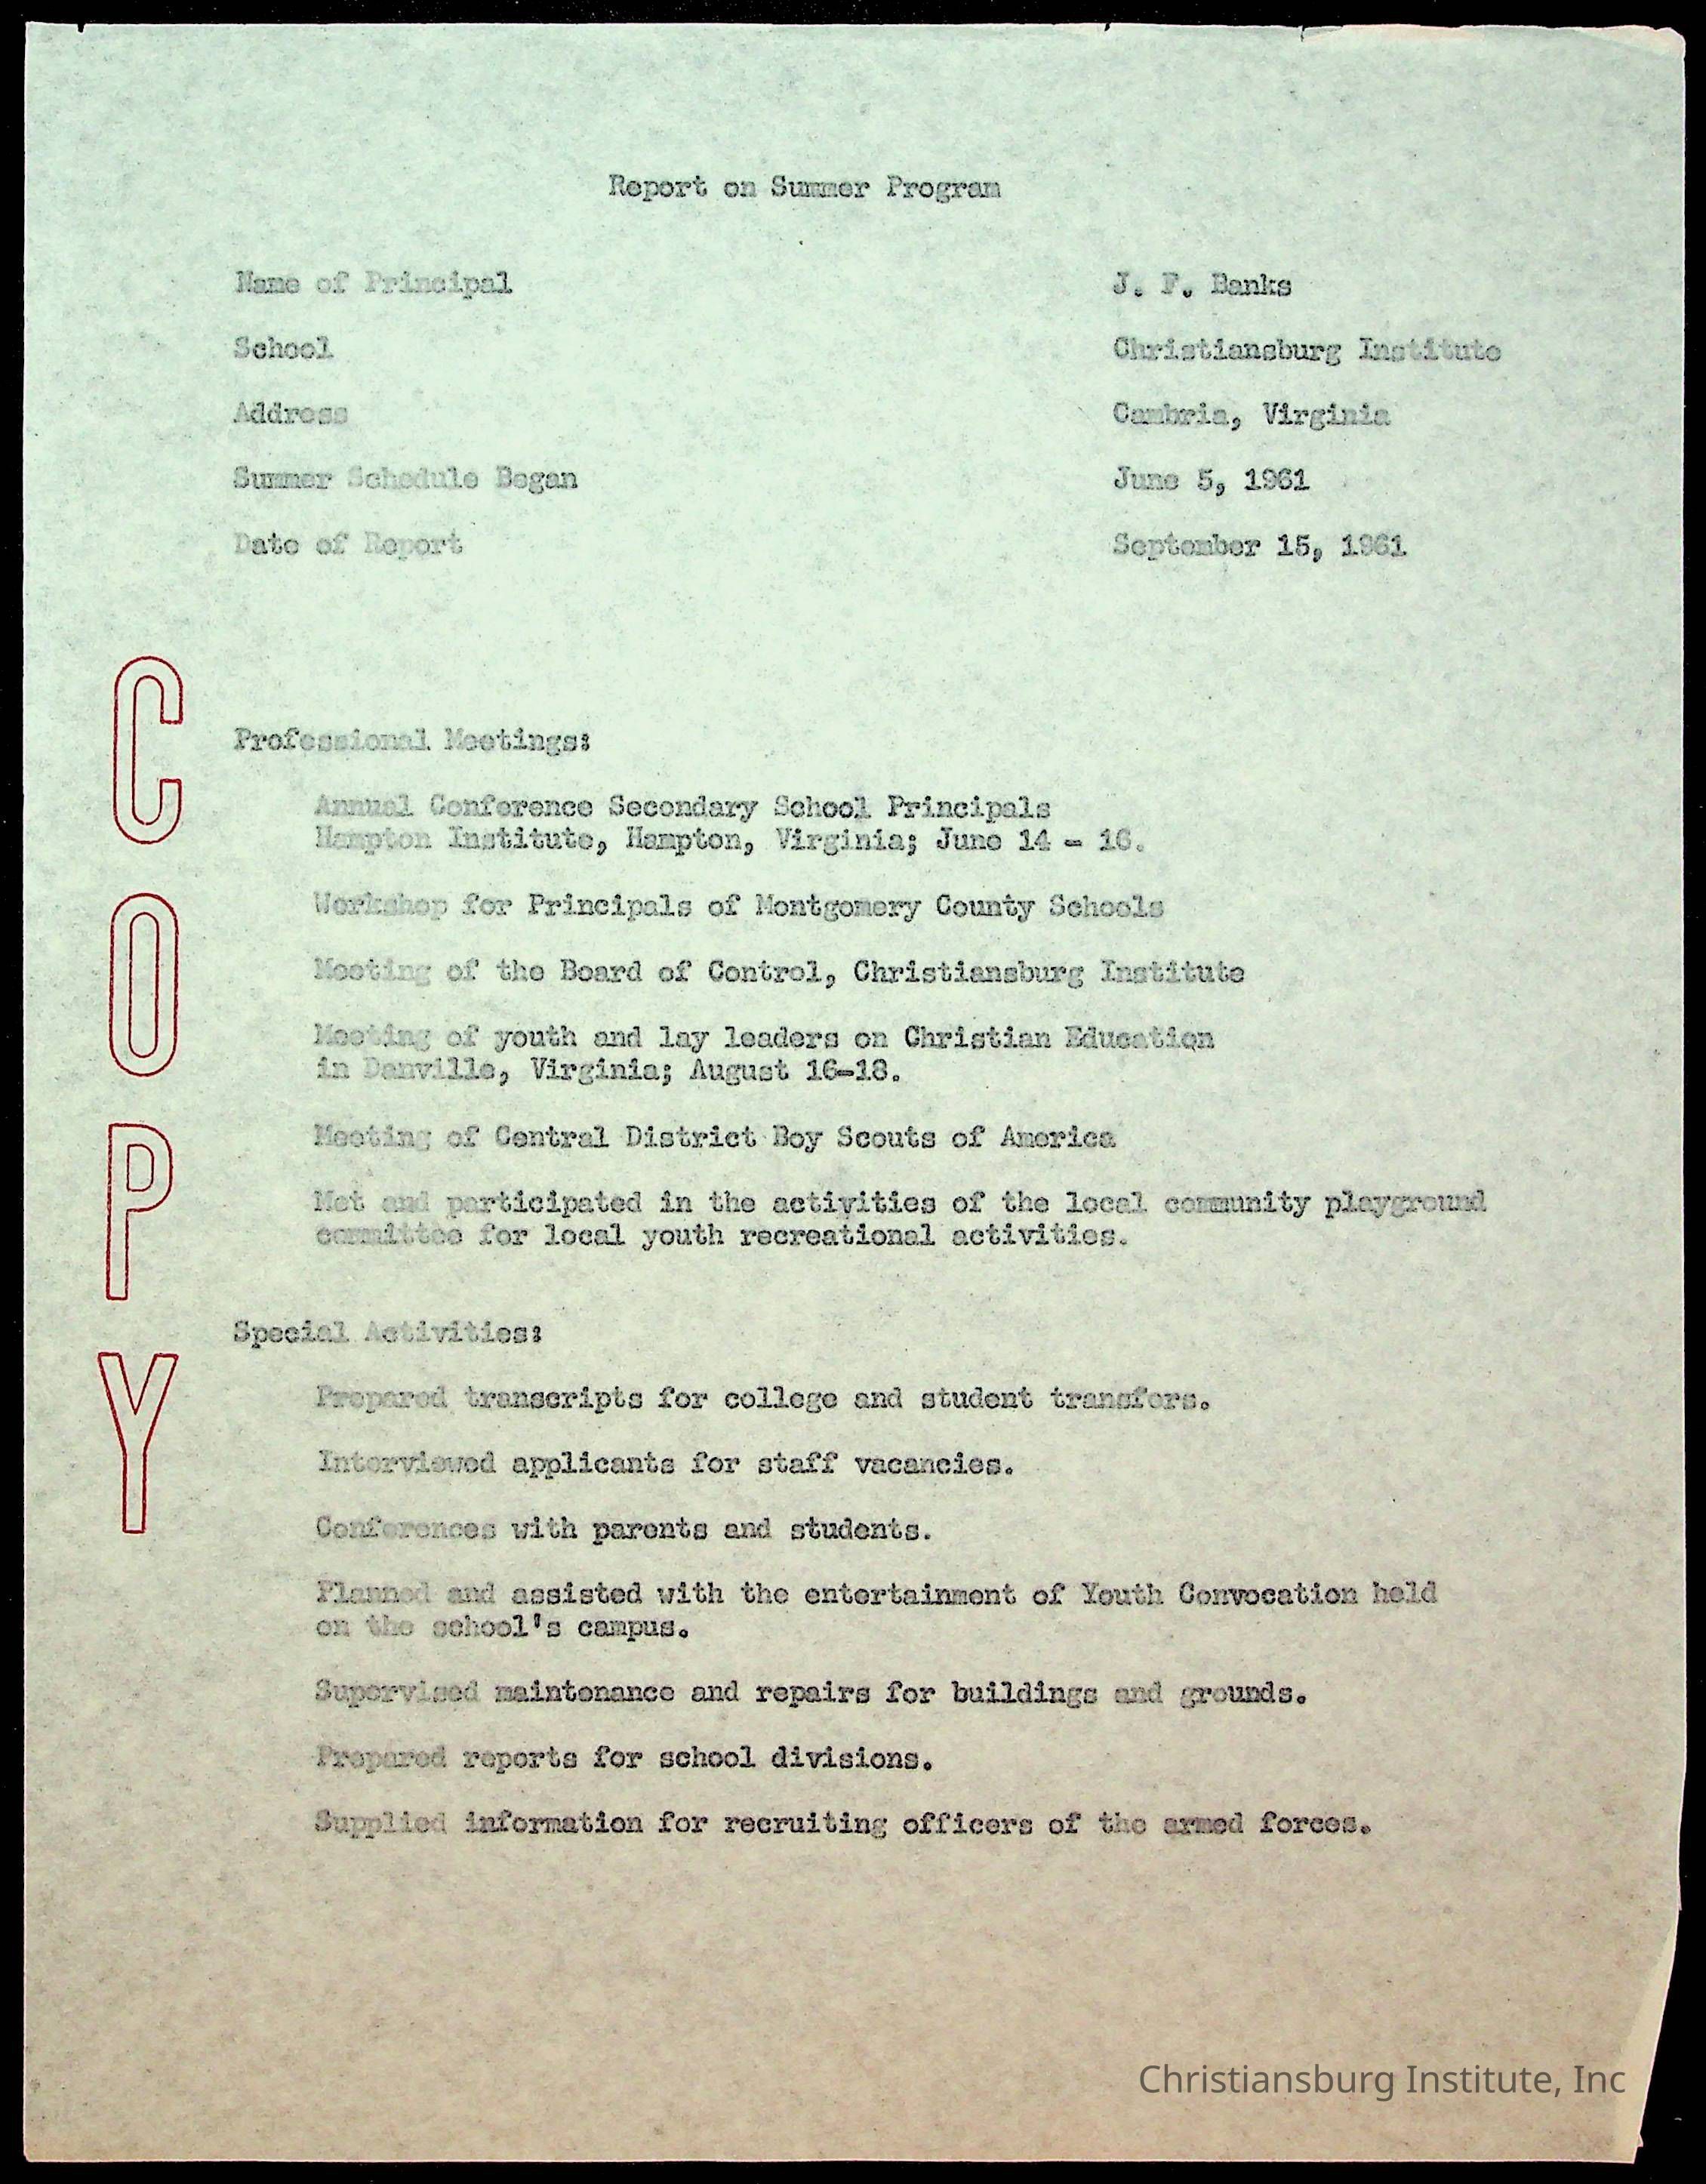 Report on Summer Program
Name of Principal J. F. Banks
School Christiansburg Institute
Address Cambria, Virginia
Summer Schedule Began June 5, 1961
Date of Report September 15, 1961
COPY
Professional Meetings:
Annual Conference Secondary School Principals
Hampton Institute, Hampton, Virginia; June 14 - 16.
Workshop for Principals of Montgomery County Schools
Meeting of the Board of Control, Christiansburg Institute
Meeting of youth and lay leaders on Christian Education
in Danville, Virginia; August 16-18.
Meeting of Central District Boy Scouts of America
Met and participated in the activities of the local community playground
committee for local youth recreational activities.
Special Activities:
Prepared transcripts for college and student transfers.
Interviewed applicants for staff vacancies.
Conferences with parents and students.
Planned and assisted with the entertainment of Youth Convocation held
on the school's campus.
Supervised maintenance and repairs for buildings and grounds.
Prepared reports for school divisions.
Supplied information for recruiting officers of the armed forces.
Christiansburg Institute, Inc